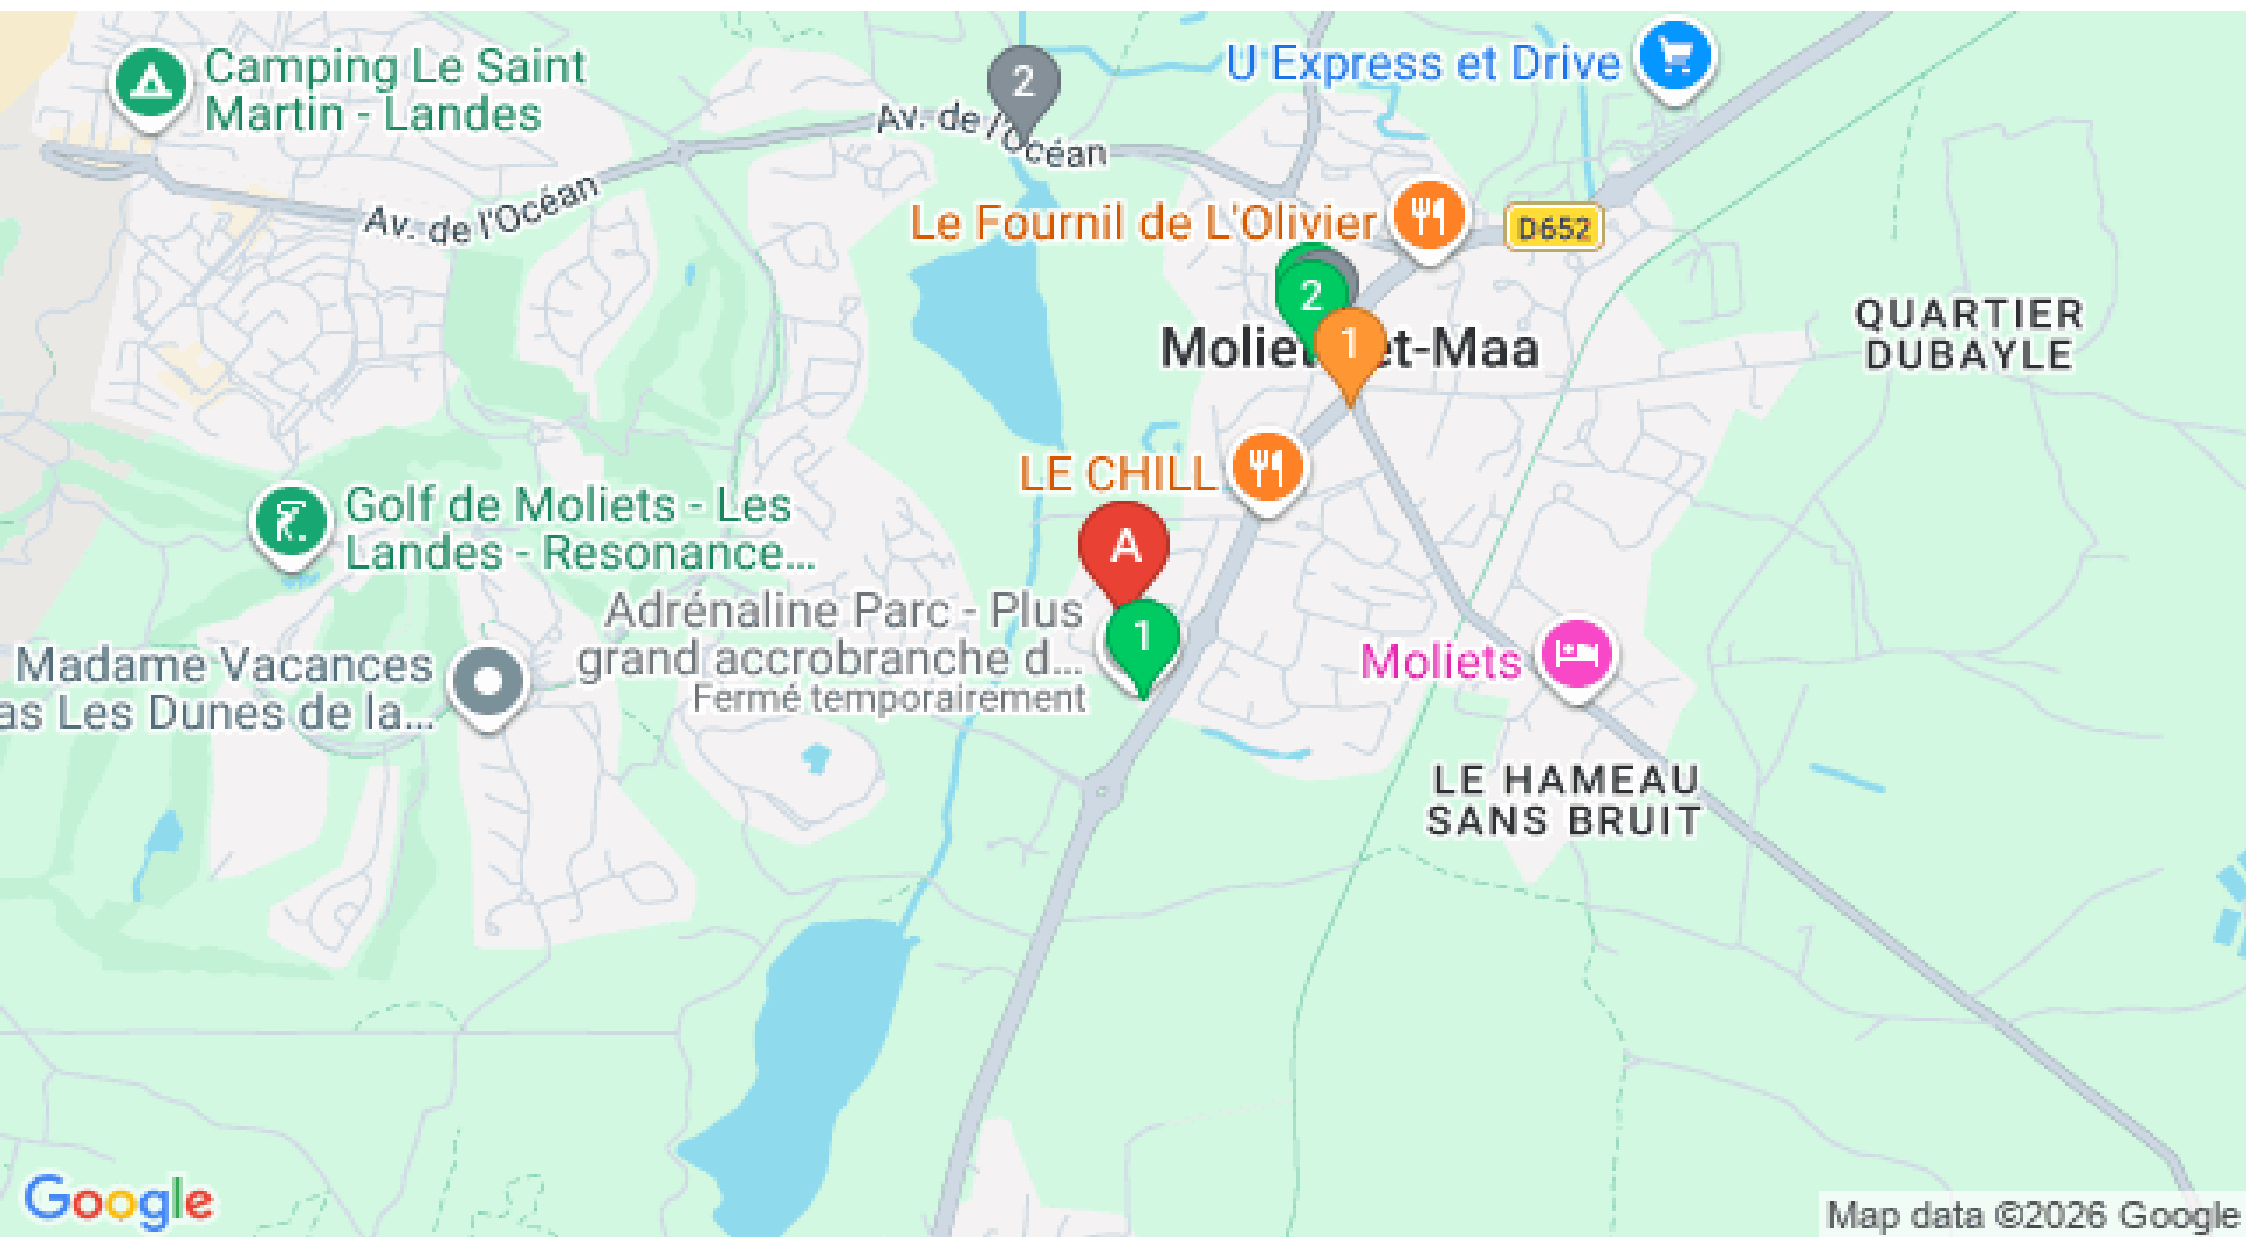 Camping Le Saint
Martin - Landes
2
U Express et Drive
Av. de l'Océan
Av. de l'Océan
Le Fournil de L'Olivier
D652
2
1
QUARTIER
DUBAYLE
LE CHILL
Golf de Moliets - Les
Landes - Resonance...
A
Adrénaline Parc - Plus
grand accrobranche d...
Fermé temporairement
1
Madame Vacances
as Les Dunes de la...
Moliets
LE HAMEAU
SANS BRUIT
Google
Map data ©2026 Google